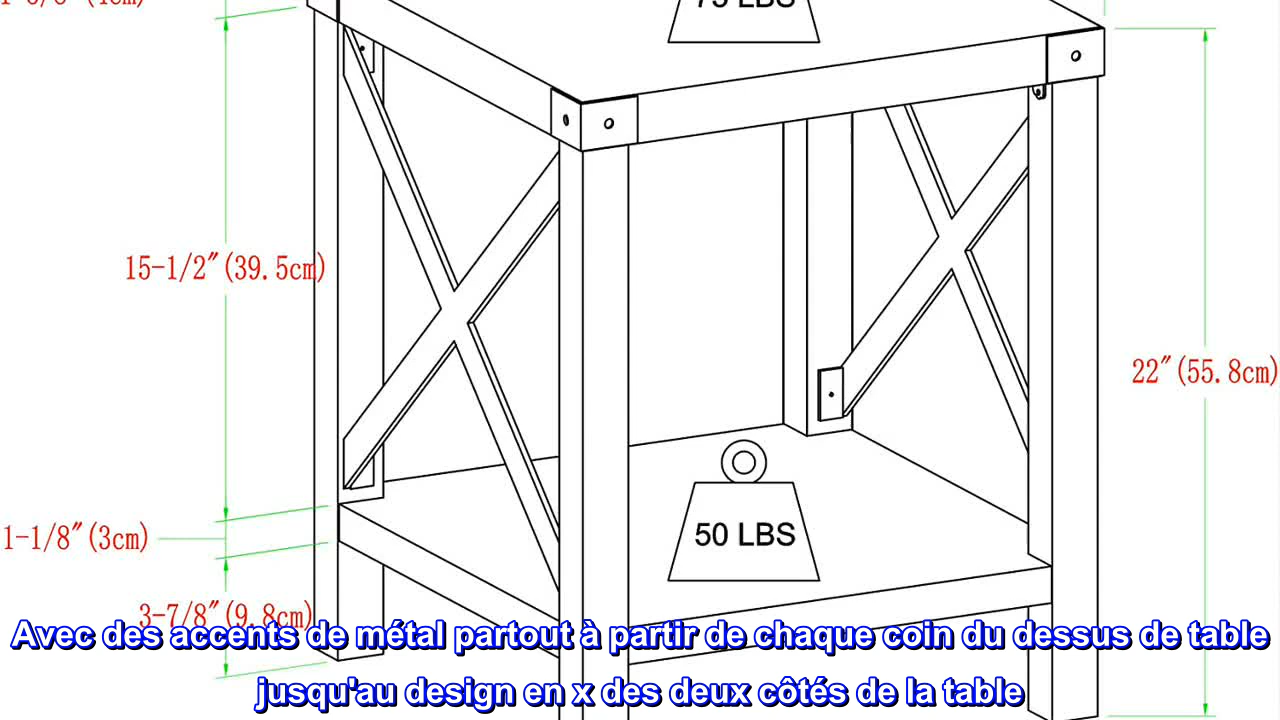 75 LBS
15-1/2"(39.5cm)
22"(55.8cm)
50 LBS
1-1/8"(3cm)
3-7/8"(9.8cm)
Avec des accents de métal partout à partir de chaque coin du dessus de table
jusqu'au design en x des deux côtés de la table